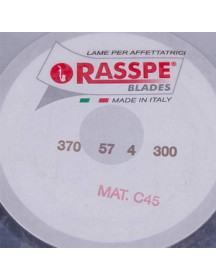 LAME PER AFFETTATRICI
RASSPE®
BLADES
MADE IN ITALY
370 57 4 300
MAT. C45